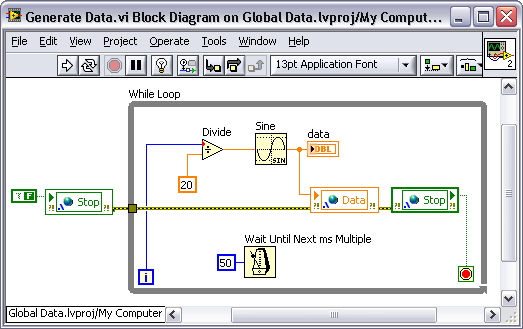 Generate Data.vi Block Diagram on Global Data.lvproj/My Comput...
File Edit View Project Operate Tools Window Help
13pt Application Font
2
While Loop
Divide
Sine
data
SIN
DBL
20
F
Stop
?!
?!
Data
?!
?!
Stop
?!
?!
Wait Until Next ms Multiple
50
i
Global Data.lvproj/My Computer